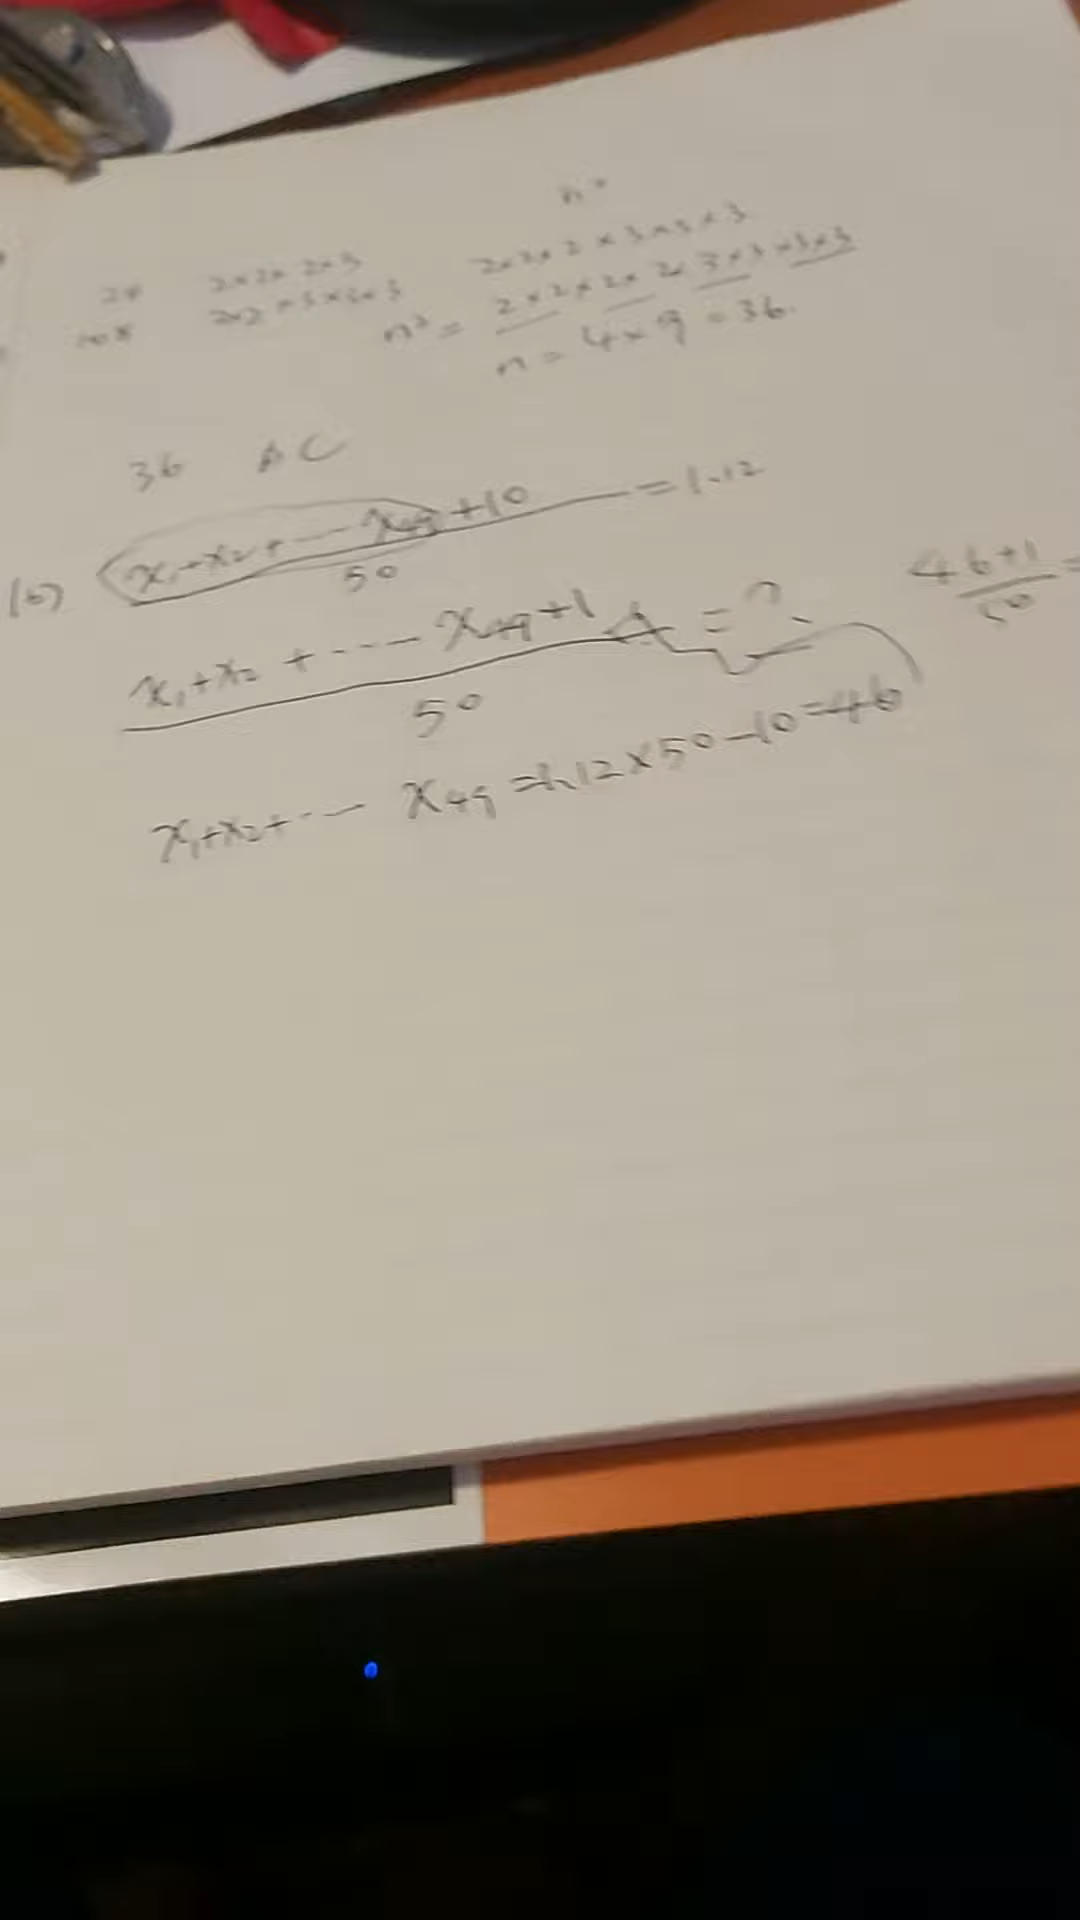 n²
24 2×2×2×3 2×2×2×3×3×3
108 2×2×3×3×3 n² = 2×2×2×2×3×3×3×3
n = 4×9 = 36.
36 AC
(b) x₁+x₂+---x₄₉+10 = 1.12
50
x₁+x₂+----x₄₉+1 = ? 46+1 =
50 50
x₁+x₂+--- x₄₉ = 1.12×50-10=46